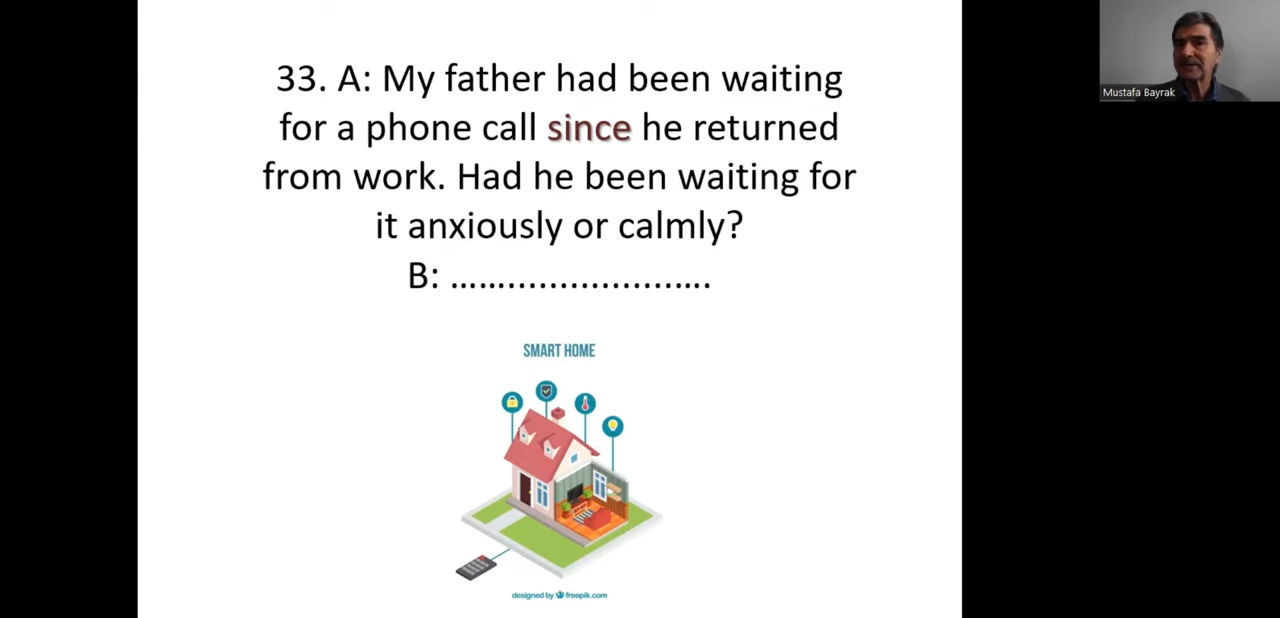 33. A: My father had been waiting
for a phone call since he returned
from work. Had he been waiting for
it anxiously or calmly?
B: ...........................
SMART HOME
designed by freepik.com
Mustafa Bayrak